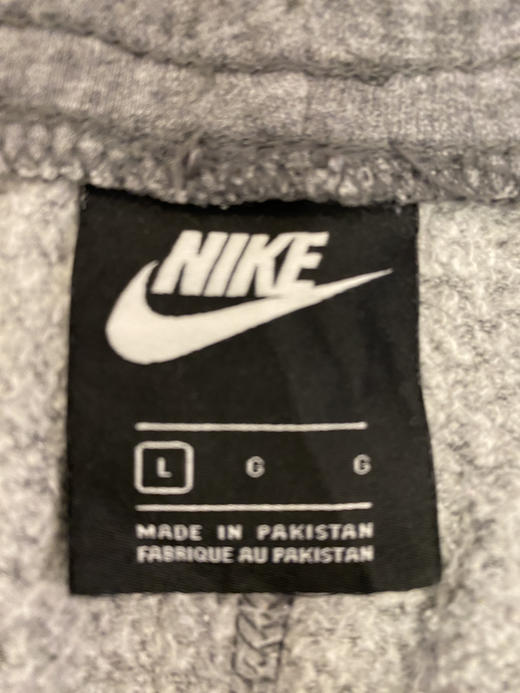 NIKE
L G G
MADE IN PAKISTAN
FABRIQUE AU PAKISTAN